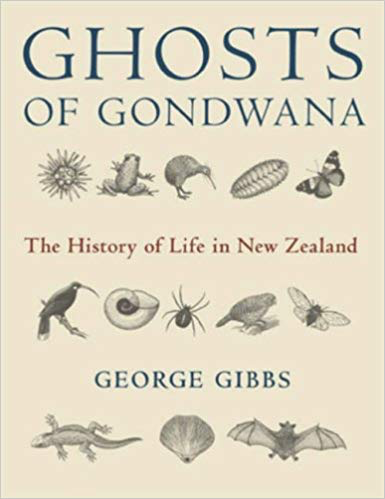 GHOSTS
OF GONDWANA
The History of Life in New Zealand
GEORGE GIBBS